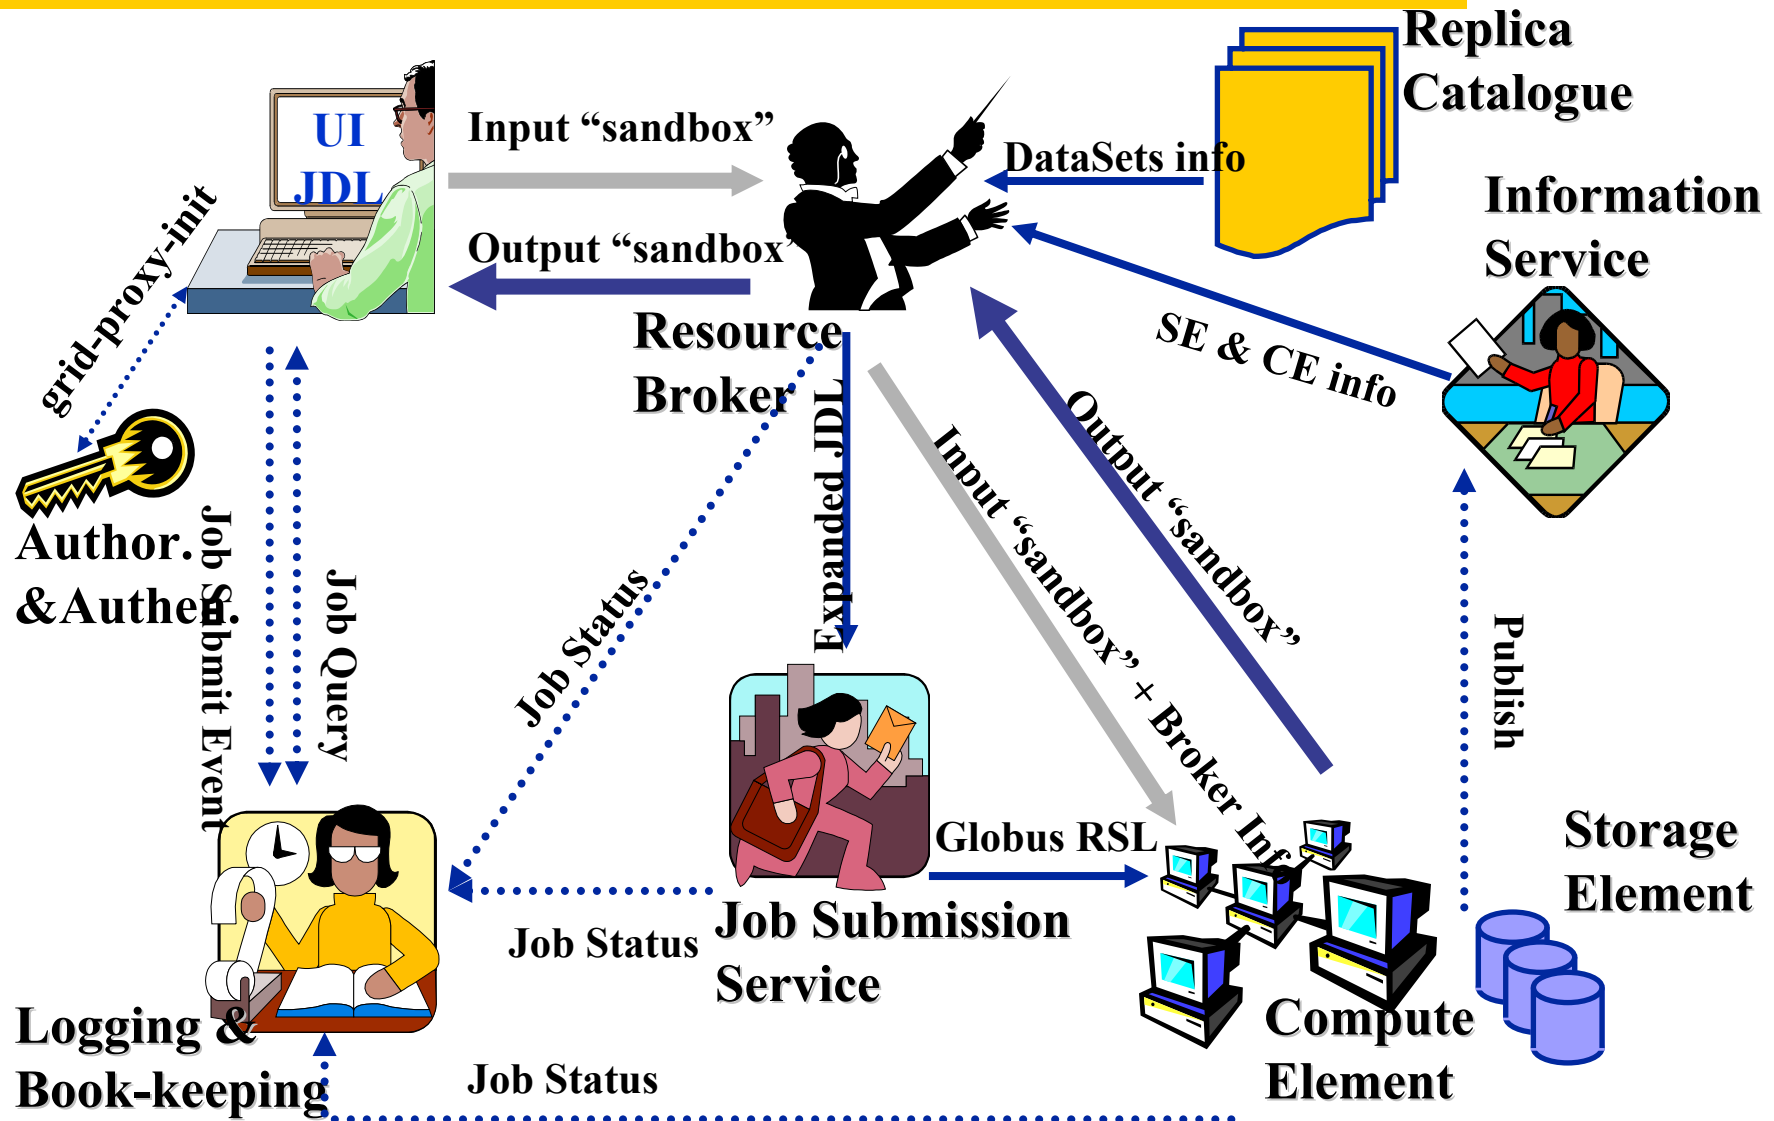 Replica
Catalogue
UI
JDL
Input “sandbox”
DataSets info
Information
Service
grid-proxy-init
Output “sandbox’
Resource
Broker
SE & CE info
Author.
&Authen.
Job Submit Event
Job Query
Job Status
Expanded JDL
Input “sandbox” + Broker Info
Output “sandbox”
Publish
Globus RSL
Storage
Element
Job Status
Job Submission
Service
Logging &
Book-keeping
Compute
Element
Job Status